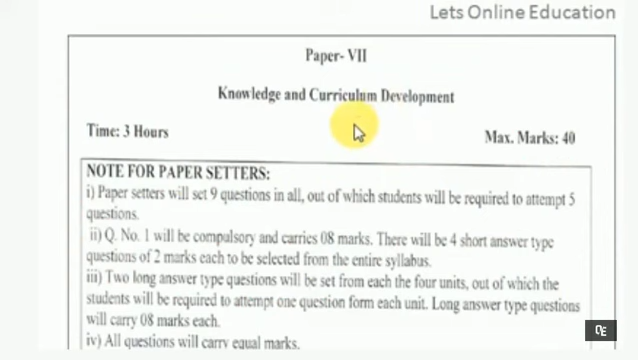 Lets Online Education
Paper- VII
Knowledge and Curriculum Development
Time: 3 Hours
Max. Marks: 40
NOTE FOR PAPER SETTERS:
i) Paper setters will set 9 questions in all, out of which students will be required to attempt 5
questions.
ii) Q. No. 1 will be compulsory and carries 08 marks. There will be 4 short answer type
questions of 2 marks each to be selected from the entire syllabus.
iii) Two long answer type questions will be set from each the four units, out of which the
students will be required to attempt one question form each unit. Long answer type questions
will carry 08 marks each.
iv) All questions will carry equal marks.